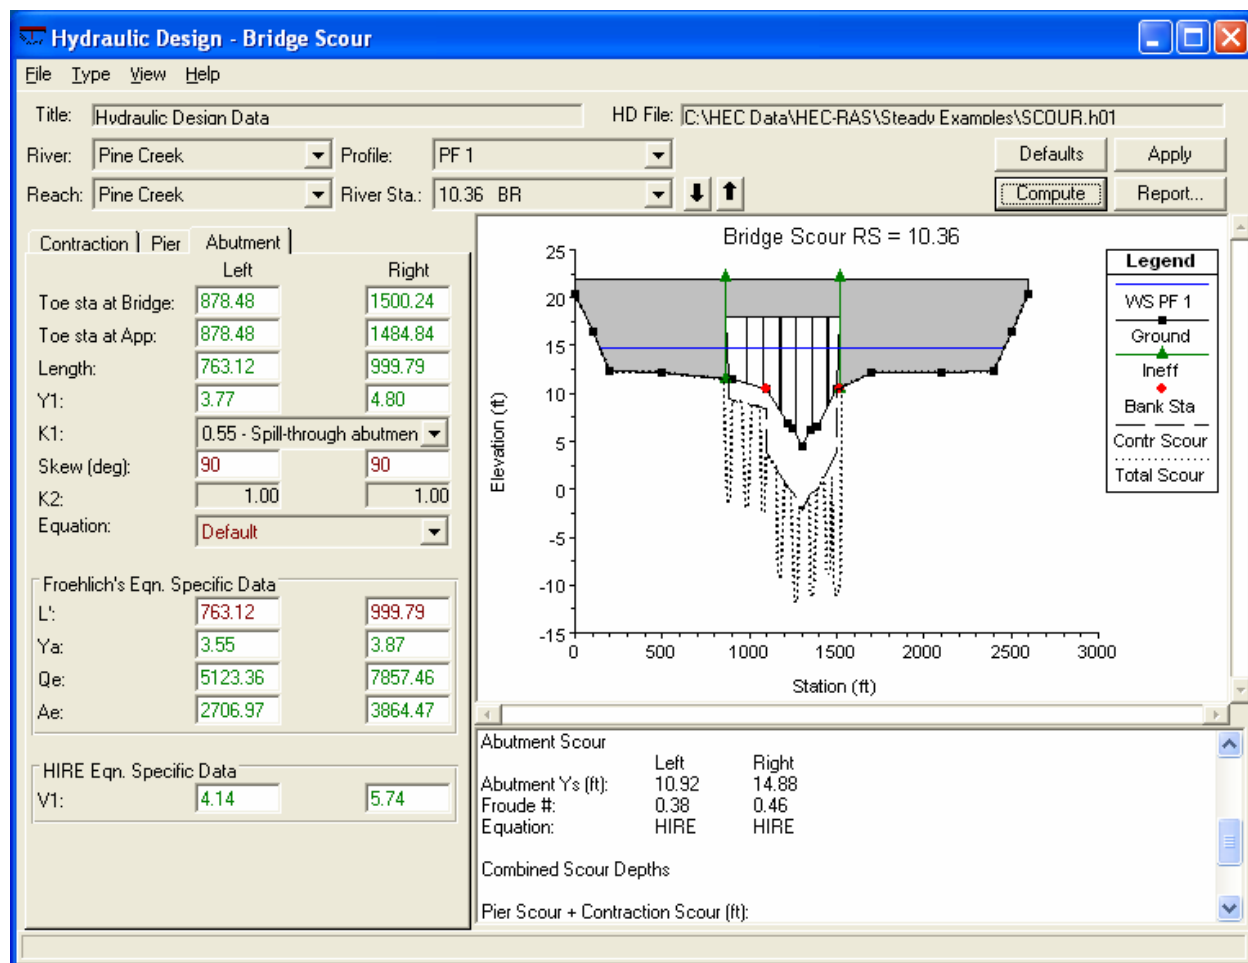 Hydraulic Design - Bridge Scour
File Type View Help
Title: Hydraulic Design Data HD File: C:\HEC Data\HEC-RAS\Steady Examples\SCOUR.h01
River: Pine Creek Profile: PF 1 Defaults Apply
Reach: Pine Creek River Sta.: 10.36 BR Compute Report...
Contraction Pier Abutment
Left Right
Toe sta at Bridge: 878.48 1500.24
Toe sta at App: 878.48 1484.84
Length: 763.12 999.79
Y1: 3.77 4.80
K1: 0.55 - Spill-through abutmen
Skew (deg): 90 90
K2: 1.00 1.00
Equation: Default
Froehlich's Eqn. Specific Data
L': 763.12 999.79
Ya: 3.55 3.87
Qe: 5123.36 7857.46
Ae: 2706.97 3864.47
HIRE Eqn. Specific Data
V1: 4.14 5.74
Bridge Scour RS = 10.36
25
20
15
10
5
0
-5
-10
-15
Elevation (ft)
0 500 1000 1500 2000 2500 3000
Station (ft)
Legend
WS PF 1
Ground
Ineff
Bank Sta
Contr Scour
Total Scour
Abutment Scour
Left Right
Abutment Ys (ft): 10.92 14.88
Froude #: 0.38 0.46
Equation: HIRE HIRE
Combined Scour Depths
Pier Scour + Contraction Scour (ft):